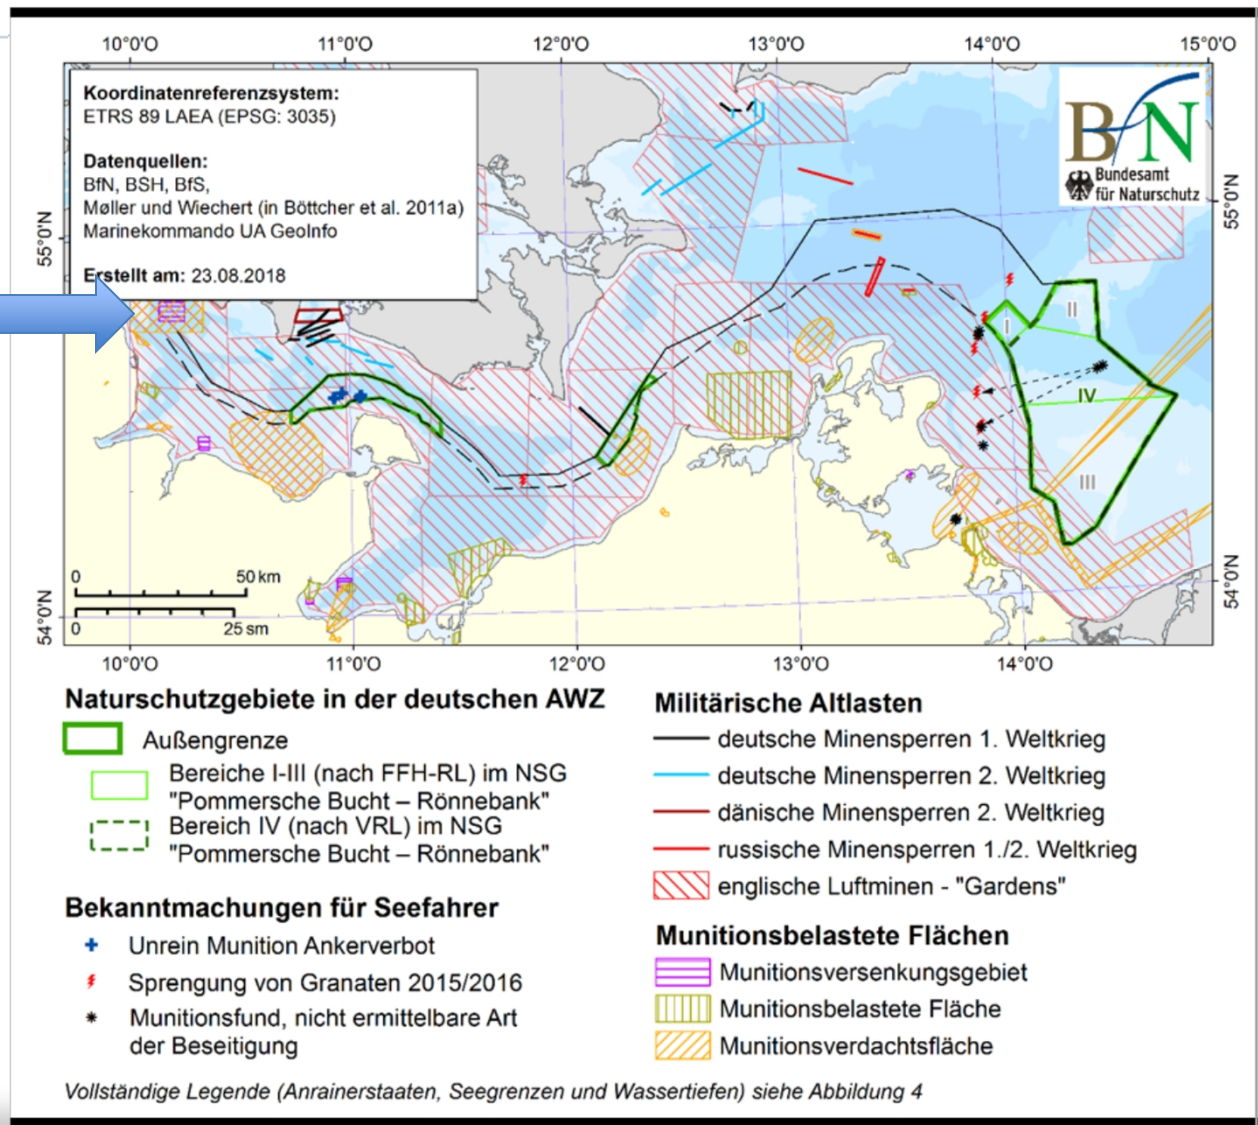 10°0'O 11°0'O 12°0'O 13°0'O 14°0'O 15°0'O
Koordinatenreferenzsystem:
ETRS 89 LAEA (EPSG: 3035)
Datenquellen:
BfN, BSH, BfS,
Møller und Wiechert (in Böttcher et al. 2011a)
Marinekommando UA GeoInfo
Erstellt am: 23.08.2018
BfN
Bundesamt
für Naturschutz
55°0'N
55°0'N
I
II
IV
III
0 50 km
0 25 sm
54°0'N
54°0'N
10°0'O 11°0'O 12°0'O 13°0'O 14°0'O
Naturschutzgebiete in der deutschen AWZ
Außengrenze
Bereiche I-III (nach FFH-RL) im NSG
"Pommersche Bucht – Rönnebank"
Bereich IV (nach VRL) im NSG
"Pommersche Bucht – Rönnebank"
Bekanntmachungen für Seefahrer
Unrein Munition Ankerverbot
Sprengung von Granaten 2015/2016
Munitionsfund, nicht ermittelbare Art
der Beseitigung
Militärische Altlasten
deutsche Minensperren 1. Weltkrieg
deutsche Minensperren 2. Weltkrieg
dänische Minensperren 2. Weltkrieg
russische Minensperren 1./2. Weltkrieg
englische Luftminen - "Gardens"
Munitionsbelastete Flächen
Munitionsversenkungsgebiet
Munitionsbelastete Fläche
Munitionsverdachtsfläche
Vollständige Legende (Anrainerstaaten, Seegrenzen und Wassertiefen) siehe Abbildung 4